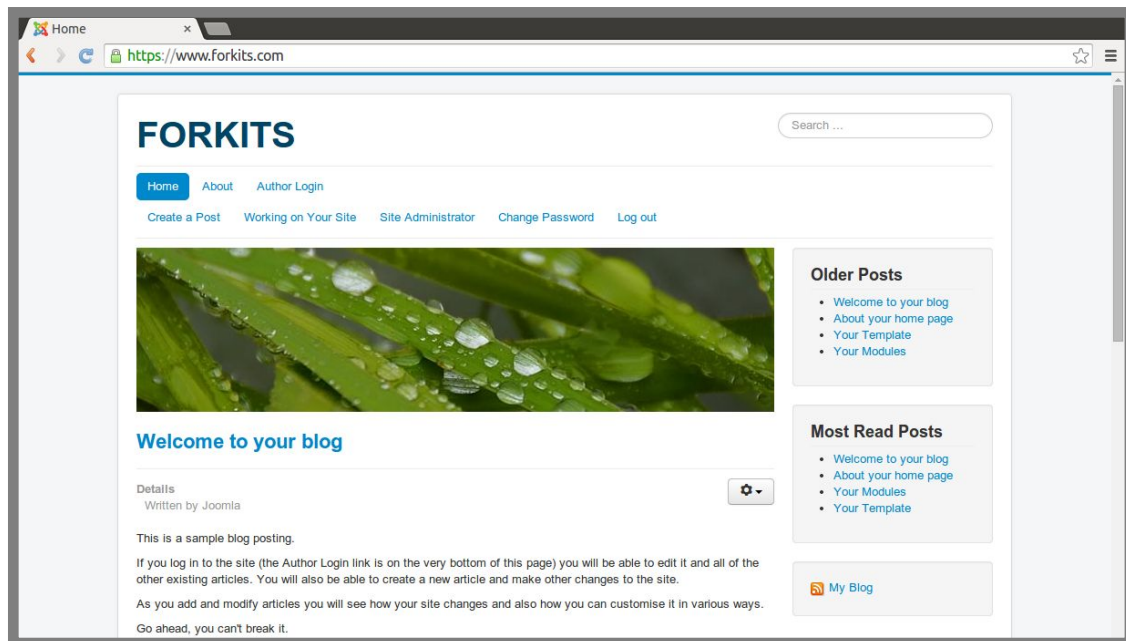 Home
https://www.forkits.com
FORKITS
Search ...
Home About Author Login
Create a Post Working on Your Site Site Administrator Change Password Log out
Older Posts
Welcome to your blog
About your home page
Your Template
Your Modules
Welcome to your blog
Details
Written by Joomla
This is a sample blog posting.
If you log in to the site (the Author Login link is on the very bottom of this page) you will be able to edit it and all of the
other existing articles. You will also be able to create a new article and make other changes to the site.
As you add and modify articles you will see how your site changes and also how you can customise it in various ways.
Go ahead, you can't break it.
Most Read Posts
Welcome to your blog
About your home page
Your Modules
Your Template
My Blog